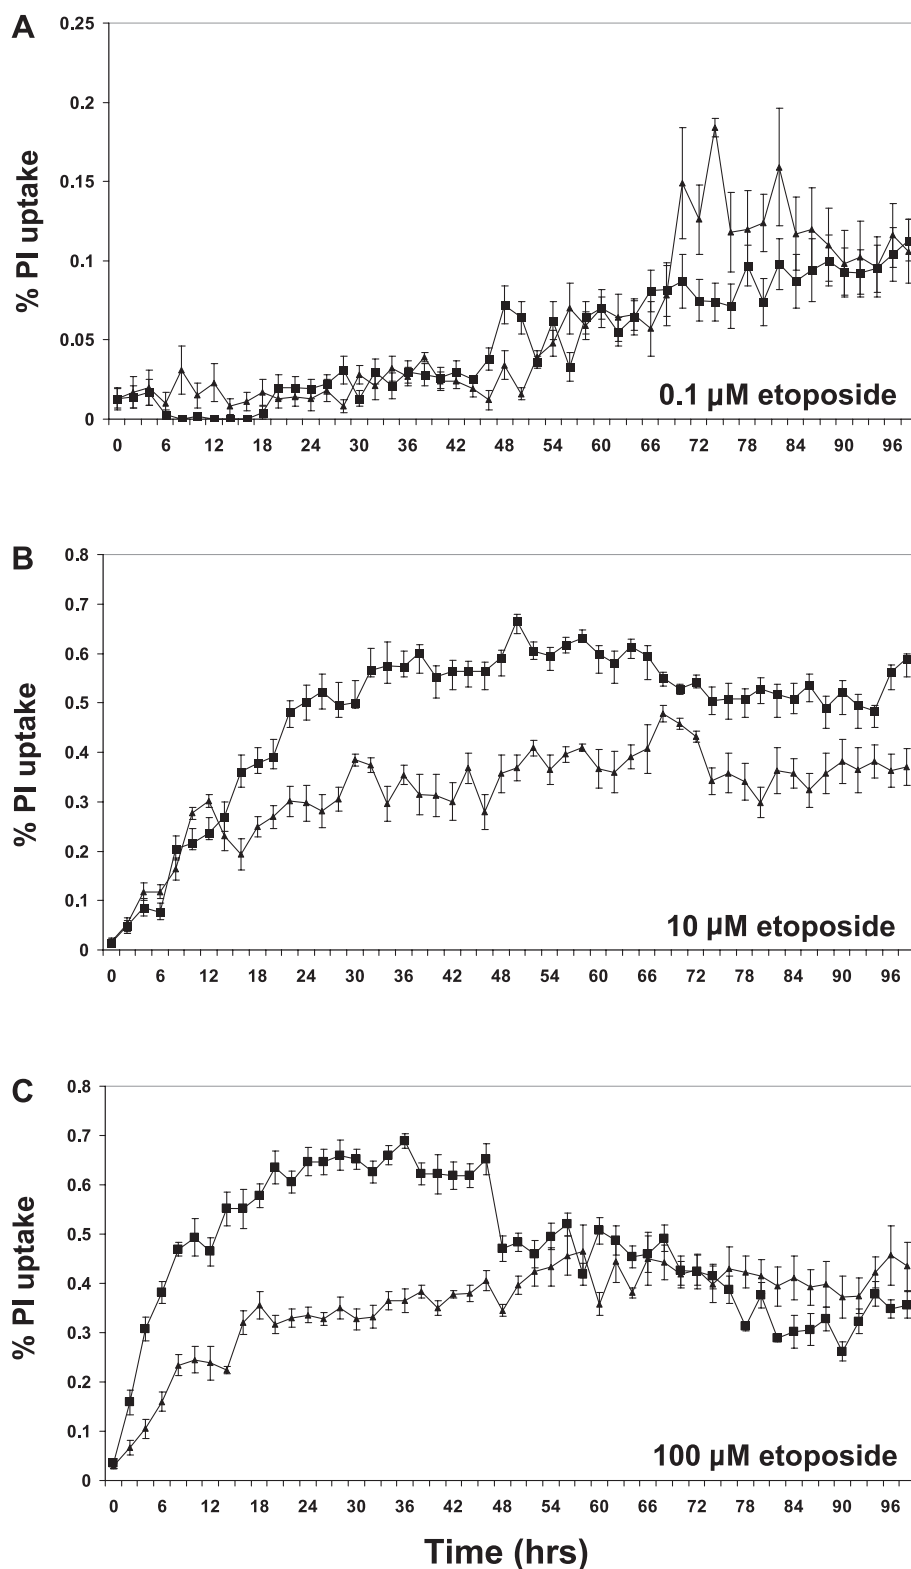 A
% PI uptake
0.25
0.2
0.15
0.1
0.05
0
0.1 µM etoposide
0 6 12 18 24 30 36 42 48 54 60 66 72 78 84 90 96
B
% PI uptake
0.8
0.7
0.6
0.5
0.4
0.3
0.2
0.1
0
10 µM etoposide
0 6 12 18 24 30 36 42 48 54 60 66 72 78 84 90 96
C
% PI uptake
0.8
0.7
0.6
0.5
0.4
0.3
0.2
0.1
0
100 µM etoposide
0 6 12 18 24 30 36 42 48 54 60 66 72 78 84 90 96
Time (hrs)